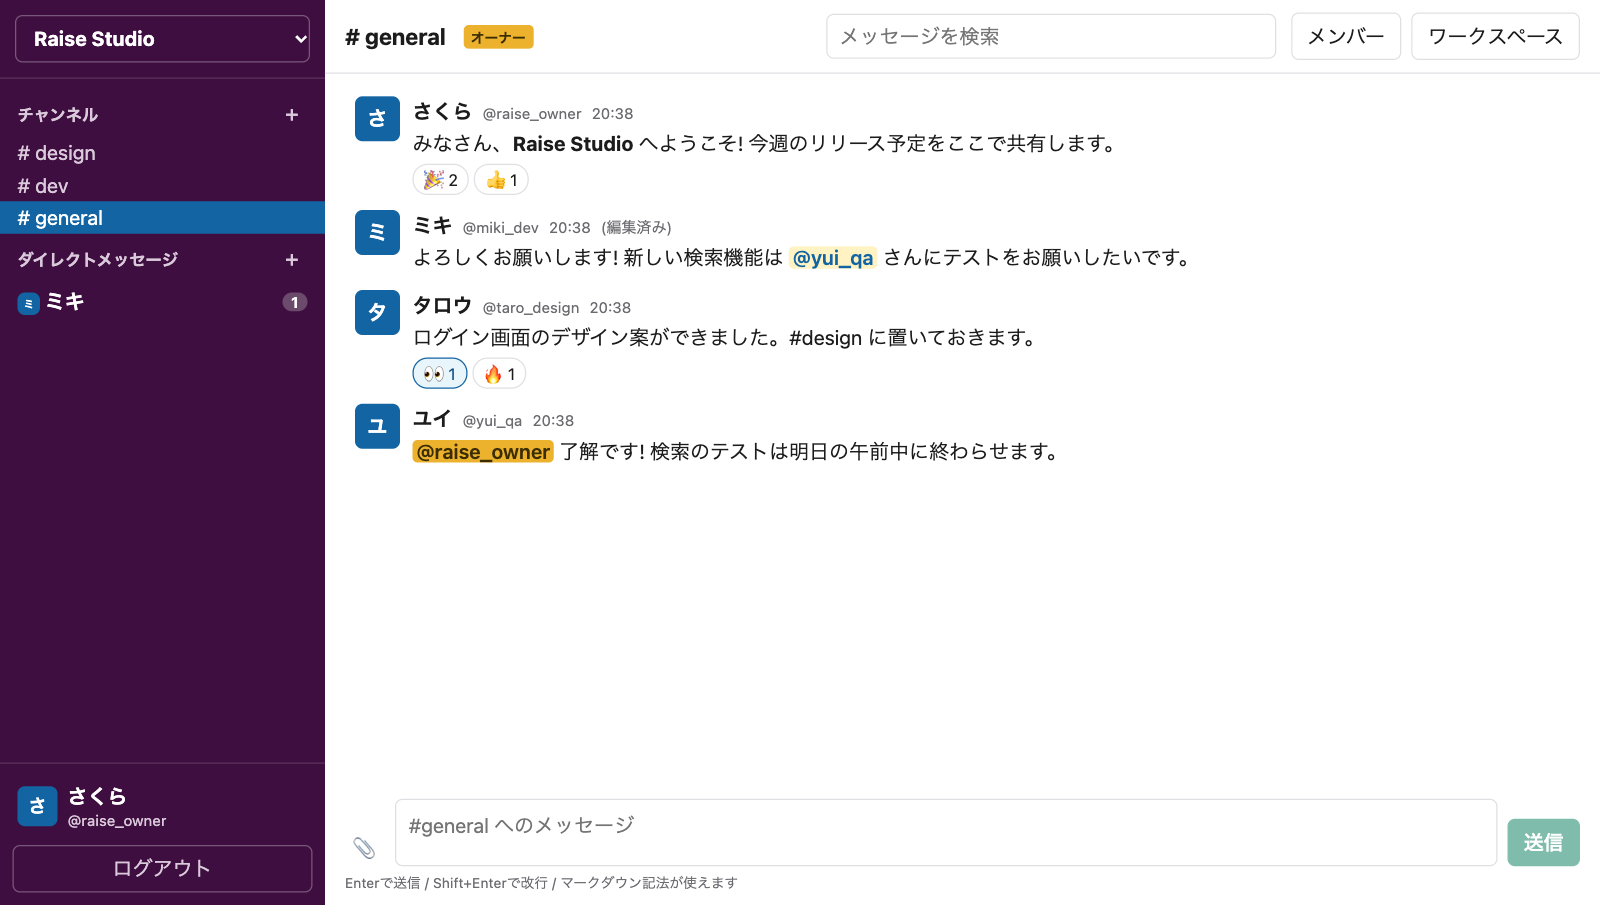 Raise Studio
チャンネル +
# design
# dev
# general
ダイレクトメッセージ +
ミ ミキ 1
さ さくら
@raise_owner
ログアウト
# general オーナー メッセージを検索 メンバー ワークスペース
さ さくら @raise_owner 20:38
みなさん、Raise Studio へようこそ! 今週のリリース予定をここで共有します。
🎉 2 👍 1
ミ ミキ @miki_dev 20:38 (編集済み)
よろしくお願いします! 新しい検索機能は @yui_qa さんにテストをお願いしたいです。
タ タロウ @taro_design 20:38
ログイン画面のデザイン案ができました。#design に置いておきます。
👀 1 🔥 1
ユ ユイ @yui_qa 20:38
@raise_owner 了解です! 検索のテストは明日の午前中に終わらせます。
#general へのメッセージ
送信
Enterで送信 / Shift+Enterで改行 / マークダウン記法が使えます